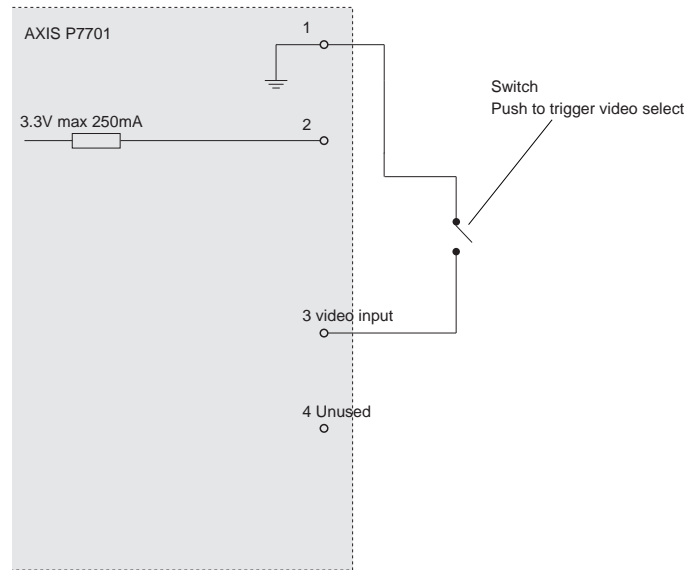 AXIS P7701
1
3.3V max 250mA
2
Switch
Push to trigger video select
3 video input
4 Unused